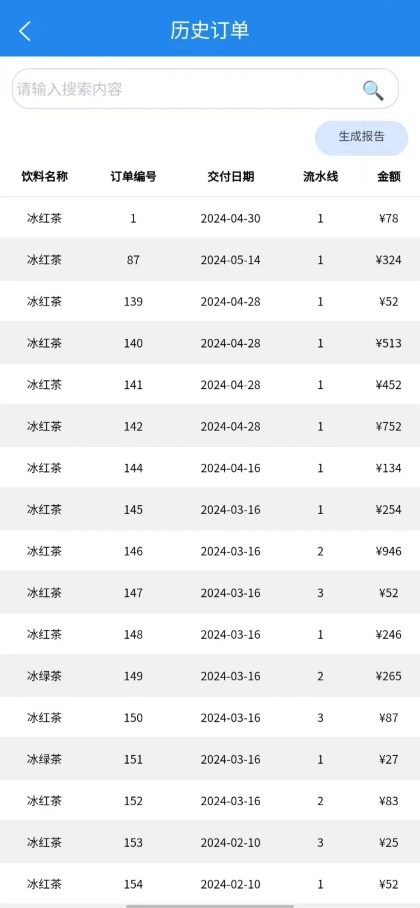 历史订单
请输入搜索内容
生成报告
饮料名称 订单编号 交付日期 流水线 金额
冰红茶 1 2024-04-30 1 ¥78
冰红茶 87 2024-05-14 1 ¥324
冰红茶 139 2024-04-28 1 ¥52
冰红茶 140 2024-04-28 1 ¥513
冰红茶 141 2024-04-28 1 ¥452
冰红茶 142 2024-04-28 1 ¥752
冰红茶 144 2024-04-16 1 ¥134
冰红茶 145 2024-03-16 1 ¥254
冰红茶 146 2024-03-16 2 ¥946
冰红茶 147 2024-03-16 3 ¥52
冰红茶 148 2024-03-16 1 ¥246
冰绿茶 149 2024-03-16 2 ¥265
冰红茶 150 2024-03-16 3 ¥87
冰绿茶 151 2024-03-16 1 ¥27
冰红茶 152 2024-03-16 2 ¥83
冰红茶 153 2024-02-10 3 ¥25
冰红茶 154 2024-02-10 1 ¥52